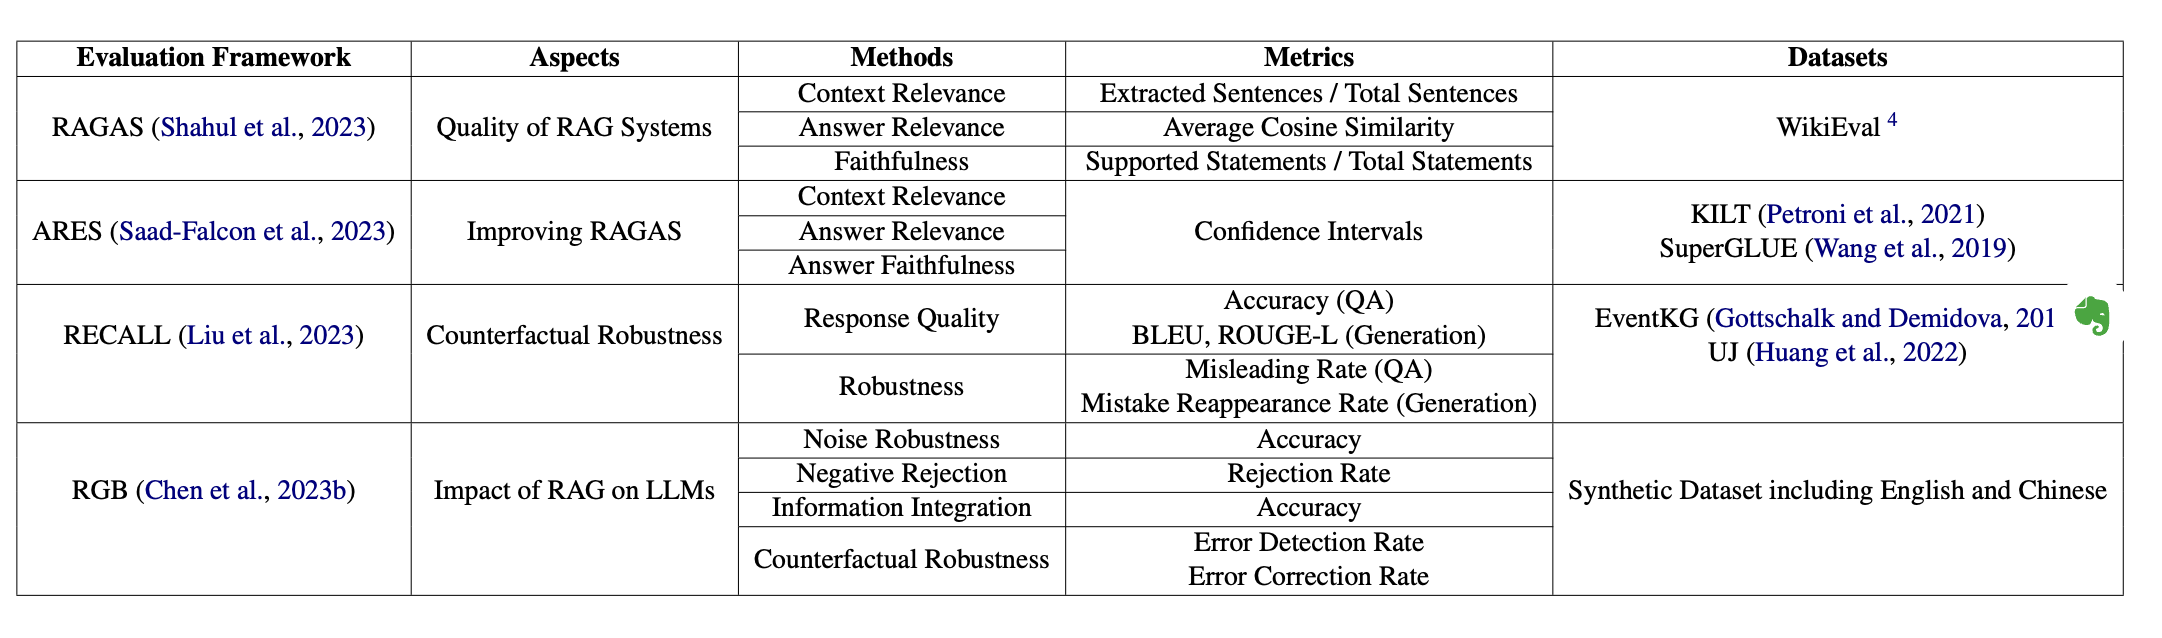 Evaluation Framework Aspects Methods Metrics Datasets
RAGAS (Shahul et al., 2023) Quality of RAG Systems Context Relevance Extracted Sentences / Total Sentences WikiEval 4
Answer Relevance Average Cosine Similarity
Faithfulness Supported Statements / Total Statements
ARES (Saad-Falcon et al., 2023) Improving RAGAS Context Relevance Confidence Intervals KILT (Petroni et al., 2021)
SuperGLUE (Wang et al., 2019)
Answer Relevance
Answer Faithfulness
RECALL (Liu et al., 2023) Counterfactual Robustness Response Quality Accuracy (QA)
BLEU, ROUGE-L (Generation)
EventKG (Gottschalk and Demidova, 201
UJ (Huang et al., 2022)
Robustness Misleading Rate (QA)
Mistake Reappearance Rate (Generation)
RGB (Chen et al., 2023b) Impact of RAG on LLMs Noise Robustness Accuracy Synthetic Dataset including English and Chinese
Negative Rejection Rejection Rate
Information Integration Accuracy
Counterfactual Robustness Error Detection Rate
Error Correction Rate